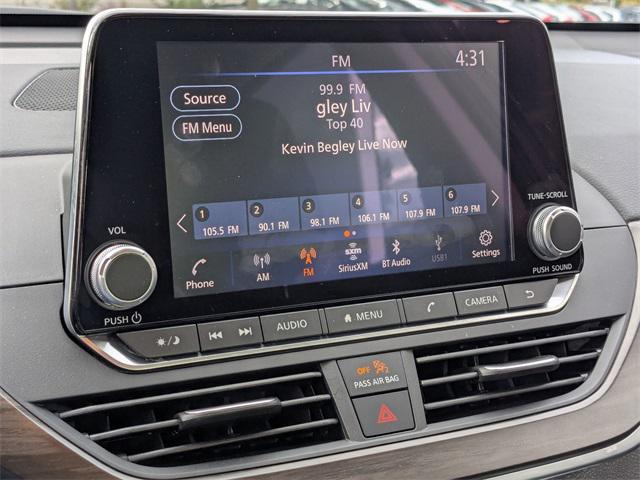 FM 4:31
Source
FM Menu
99.9 FM
gley Liv
Top 40
Kevin Begley Live Now
1 105.5 FM
2 90.1 FM
3 98.1 FM
4 106.1 FM
5 107.9 FM
6 107.9 FM
Phone
AM
FM
sxm
SiriusXM
BT Audio
USB1
Settings
VOL
PUSH
TUNE•SCROLL
PUSH SOUND
AUDIO
MENU
CAMERA
OFF 2
PASS AIR BAG